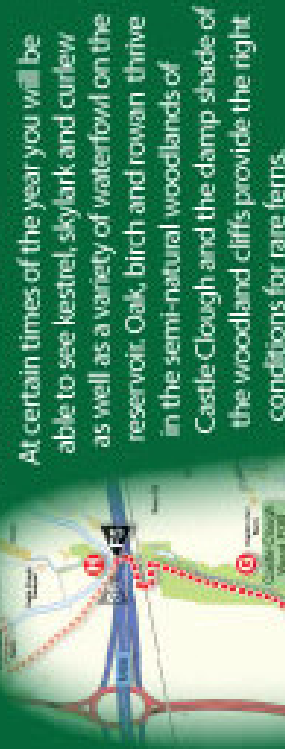 At certain times of the year you will be
able to see kestrel, skylark and curlew
as well as a variety of waterfowl on the
reservoir. Oak, birch and rowan thrive
in the semi-natural woodlands of
Castle Clough and the damp shade of
the woodland cliffs provide the right
conditions for rare ferns.
H
G
Castle Clough